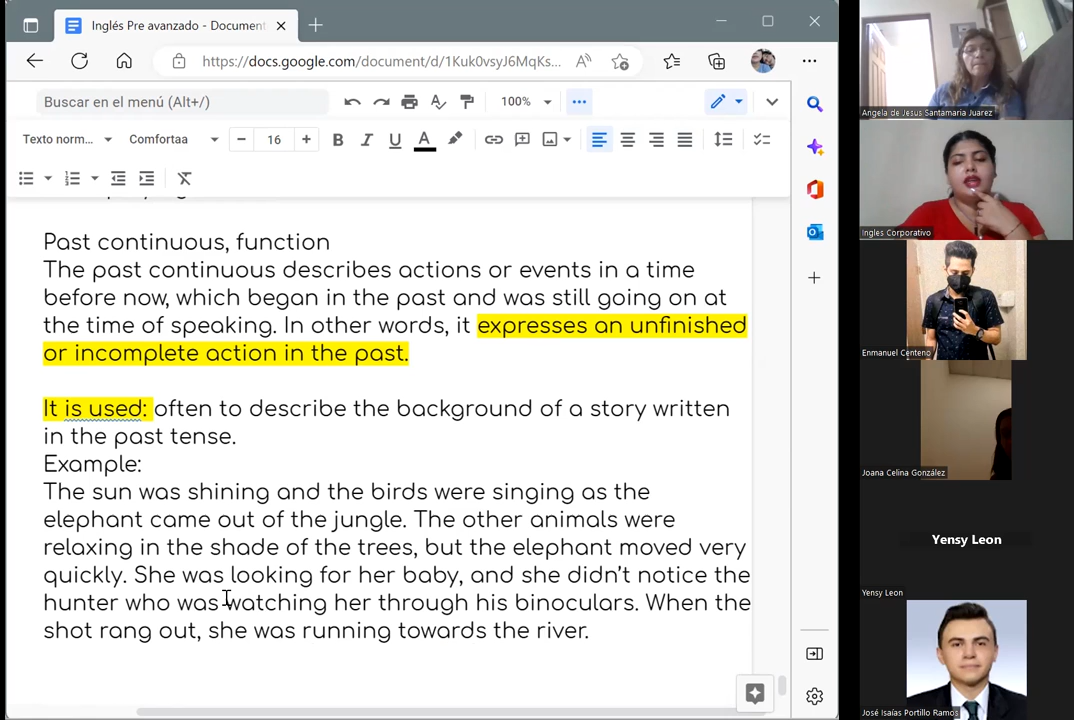 Inglés Pre avanzado - Document
https://docs.google.com/document/d/1Kuk0vsyJ6MqKs...
Buscar en el menú (Alt+/)
100%
Texto norm...
Comfortaa
16
Past continuous, function
The past continuous describes actions or events in a time
before now, which began in the past and was still going on at
the time of speaking. In other words, it expresses an unfinished
or incomplete action in the past.
It is used: often to describe the background of a story written
in the past tense.
Example:
The sun was shining and the birds were singing as the
elephant came out of the jungle. The other animals were
relaxing in the shade of the trees, but the elephant moved very
quickly. She was looking for her baby, and she didn't notice the
hunter who was watching her through his binoculars. When the
shot rang out, she was running towards the river.
Angela de Jesus Santamaria Juarez
Ingles Corporativo
Enmanuel Centeno
Joana Celina González
Yensy Leon
Yensy Leon
José Isaías Portillo Ramos